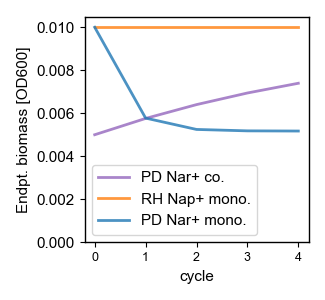 Endpt. biomass [OD600]
0.010
0.008
0.006
0.004
0.002
0.000
PD Nar+ co.
RH Nap+ mono.
PD Nar+ mono.
0 1 2 3 4
cycle